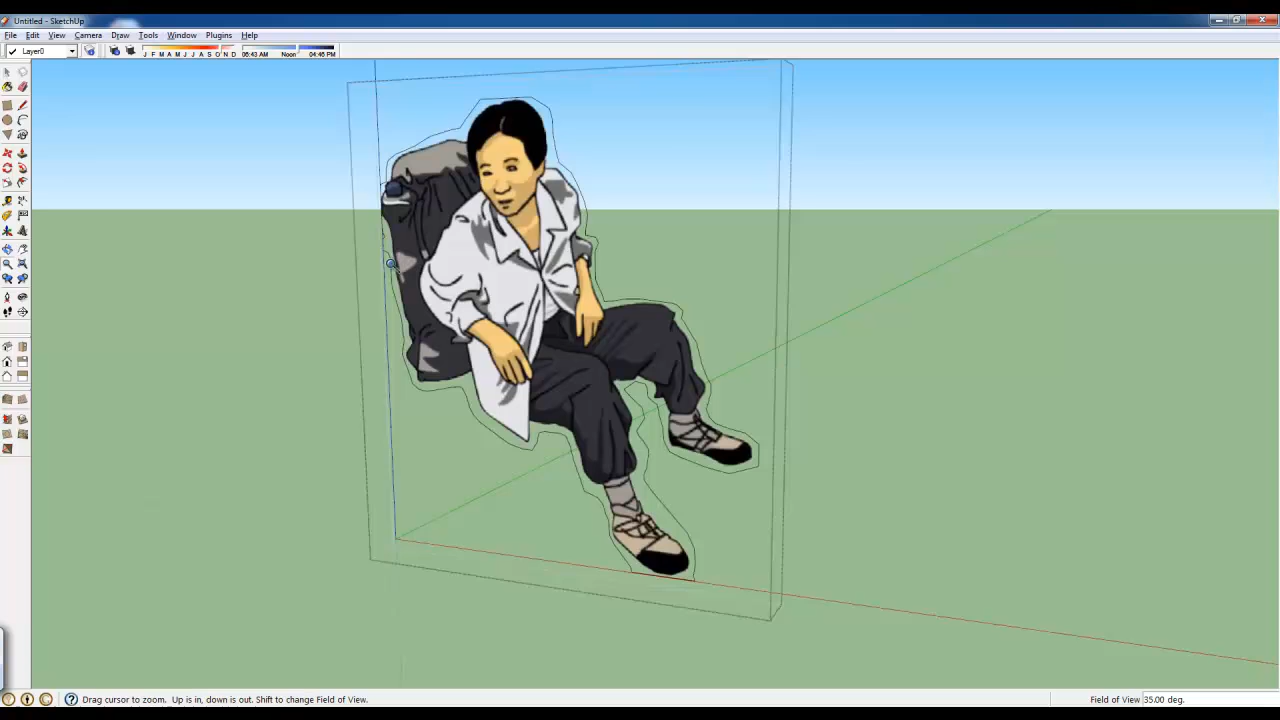 Untitled - SketchUp
File Edit View Camera Draw Tools Window Plugins Help
Layer0 J F M A M J J A S O N D 06:43 AM Noon 04:46 PM
Drag cursor to zoom. Up is in, down is out. Shift to change Field of View. Field of View 35.00 deg.